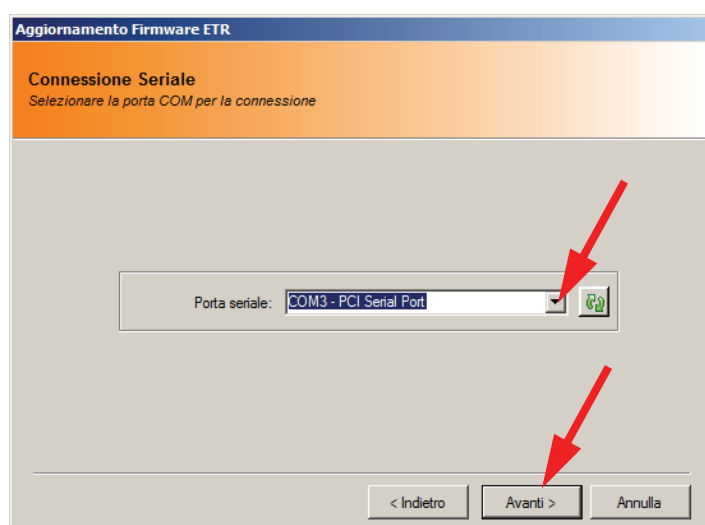 Aggiornamento Firmware ETR
Connessione Seriale
Selezionare la porta COM per la connessione
Porta seriale: COM3 - PCI Serial Port
< Indietro Avanti > Annulla